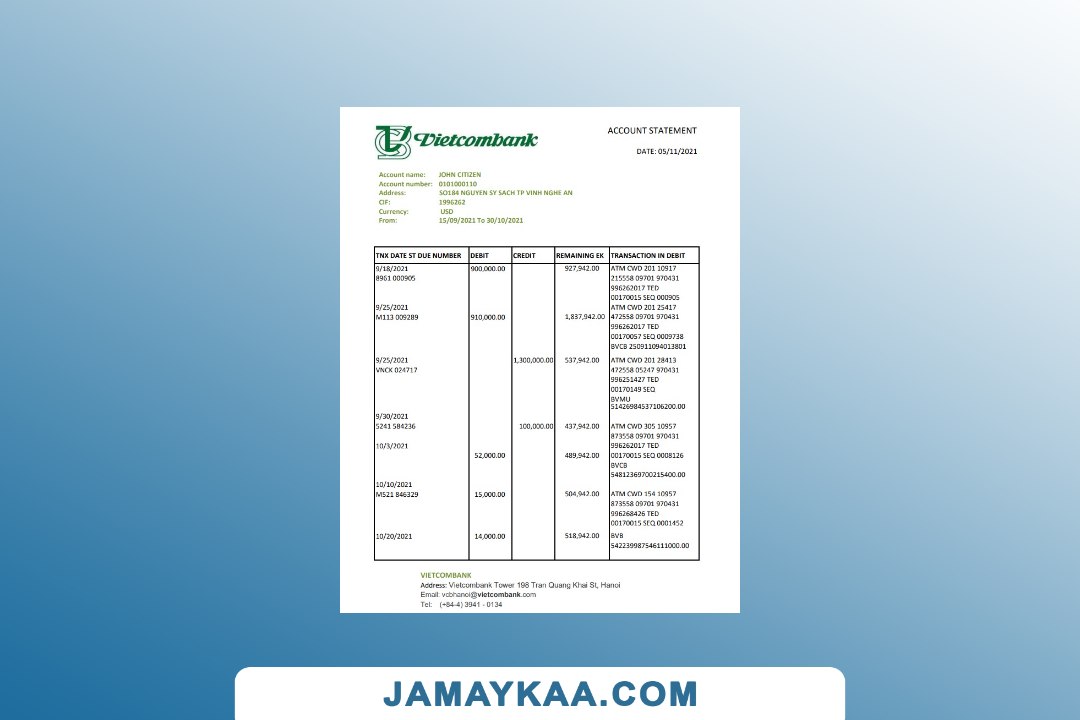 Vietcombank
ACCOUNT STATEMENT
DATE: 05/11/2021
Account name: JOHN CITIZEN
Account number: 0101000110
Address: SO184 NGUYEN SY SACH TP VINH NGHE AN
CIF: 1996262
Currency: USD
From: 15/09/2021 To 30/10/2021
TNX DATE ST DUE NUMBER DEBIT CREDIT REMAINING EK TRANSACTION IN DEBIT
9/18/2021 900,000.00 927,942.00 ATM CWD 201 10917
8961 000905 215558 09701 970431
996262017 TED
00170015 SEQ 000905
9/25/2021 ATM CWD 201 25417
M113 009289 910,000.00 1,837,942.00 472558 09701 970431
996262017 TED
00170057 SEQ 0009738
BVCB 250911094013801
9/25/2021 1,300,000.00 537,942.00 ATM CWD 201 28413
VNCK 024717 472558 05247 970431
996251427 TED
00170149 SEQ
BVMU
51426984537106200.00
9/30/2021
5241 584236 100,000.00 437,942.00 ATM CWD 305 10957
873558 09701 970431
10/3/2021 996262017 TED
52,000.00 489,942.00 00170015 SEQ 0008126
BVCB
54812369700215400.00
10/10/2021
M521 846329 15,000.00 504,942.00 ATM CWD 154 10957
873558 09701 970431
996268426 TED
00170015 SEQ 0001452
10/20/2021 14,000.00 518,942.00 BVB
542239987546111000.00
VIETCOMBANK
Address: Vietcombank Tower 198 Tran Quang Khai St, Hanoi
Email: vcbhanoi@vietcombank.com
Tel: (+84-4) 3941 - 0134
JAMAYKAA.COM